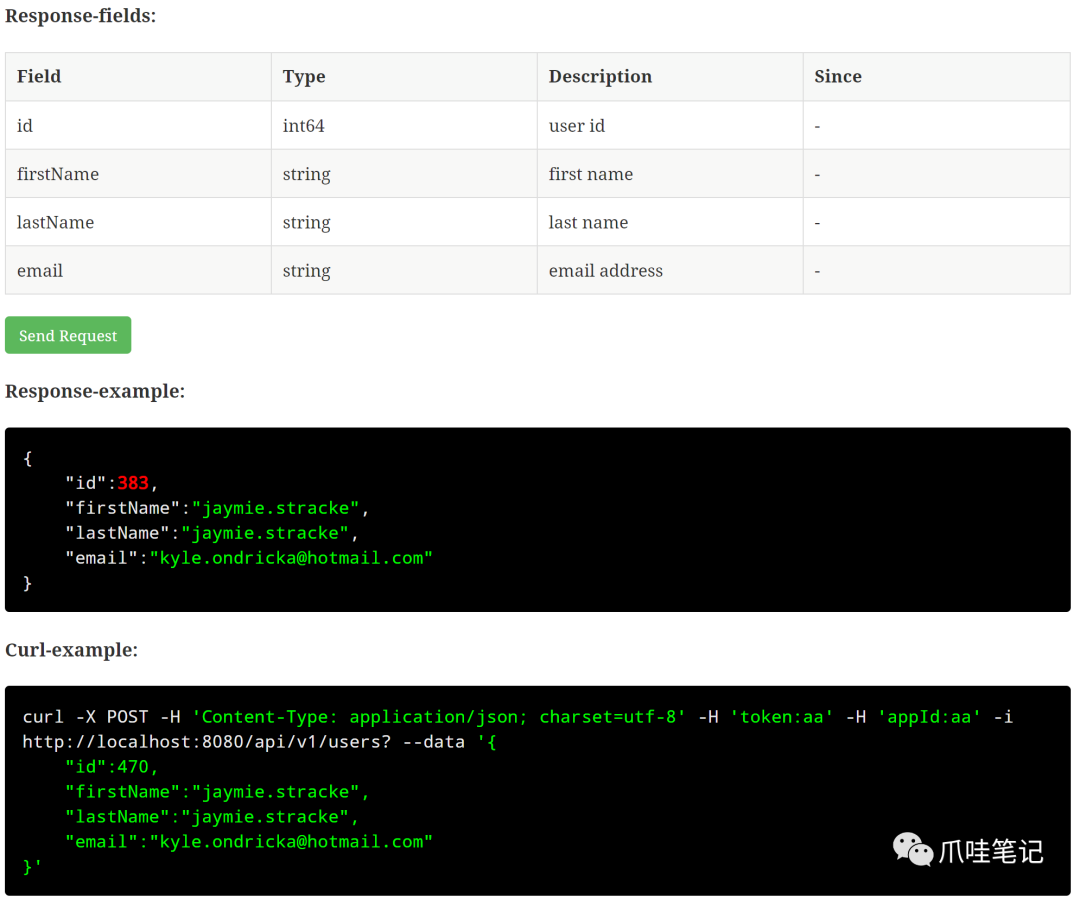 Response-fields:
Field Type Description Since
id int64 user id -
firstName string first name -
lastName string last name -
email string email address -
Send Request
Response-example:
{
    "id":383,
    "firstName":"jaymie.stracke",
    "lastName":"jaymie.stracke",
    "email":"kyle.ondricka@hotmail.com"
}
Curl-example:
curl -X POST -H 'Content-Type: application/json; charset=utf-8' -H 'token:aa' -H 'appId:aa' -i
http://localhost:8080/api/v1/users? --data '{
    "id":470,
    "firstName":"jaymie.stracke",
    "lastName":"jaymie.stracke",
    "email":"kyle.ondricka@hotmail.com"
}'
爪哇笔记